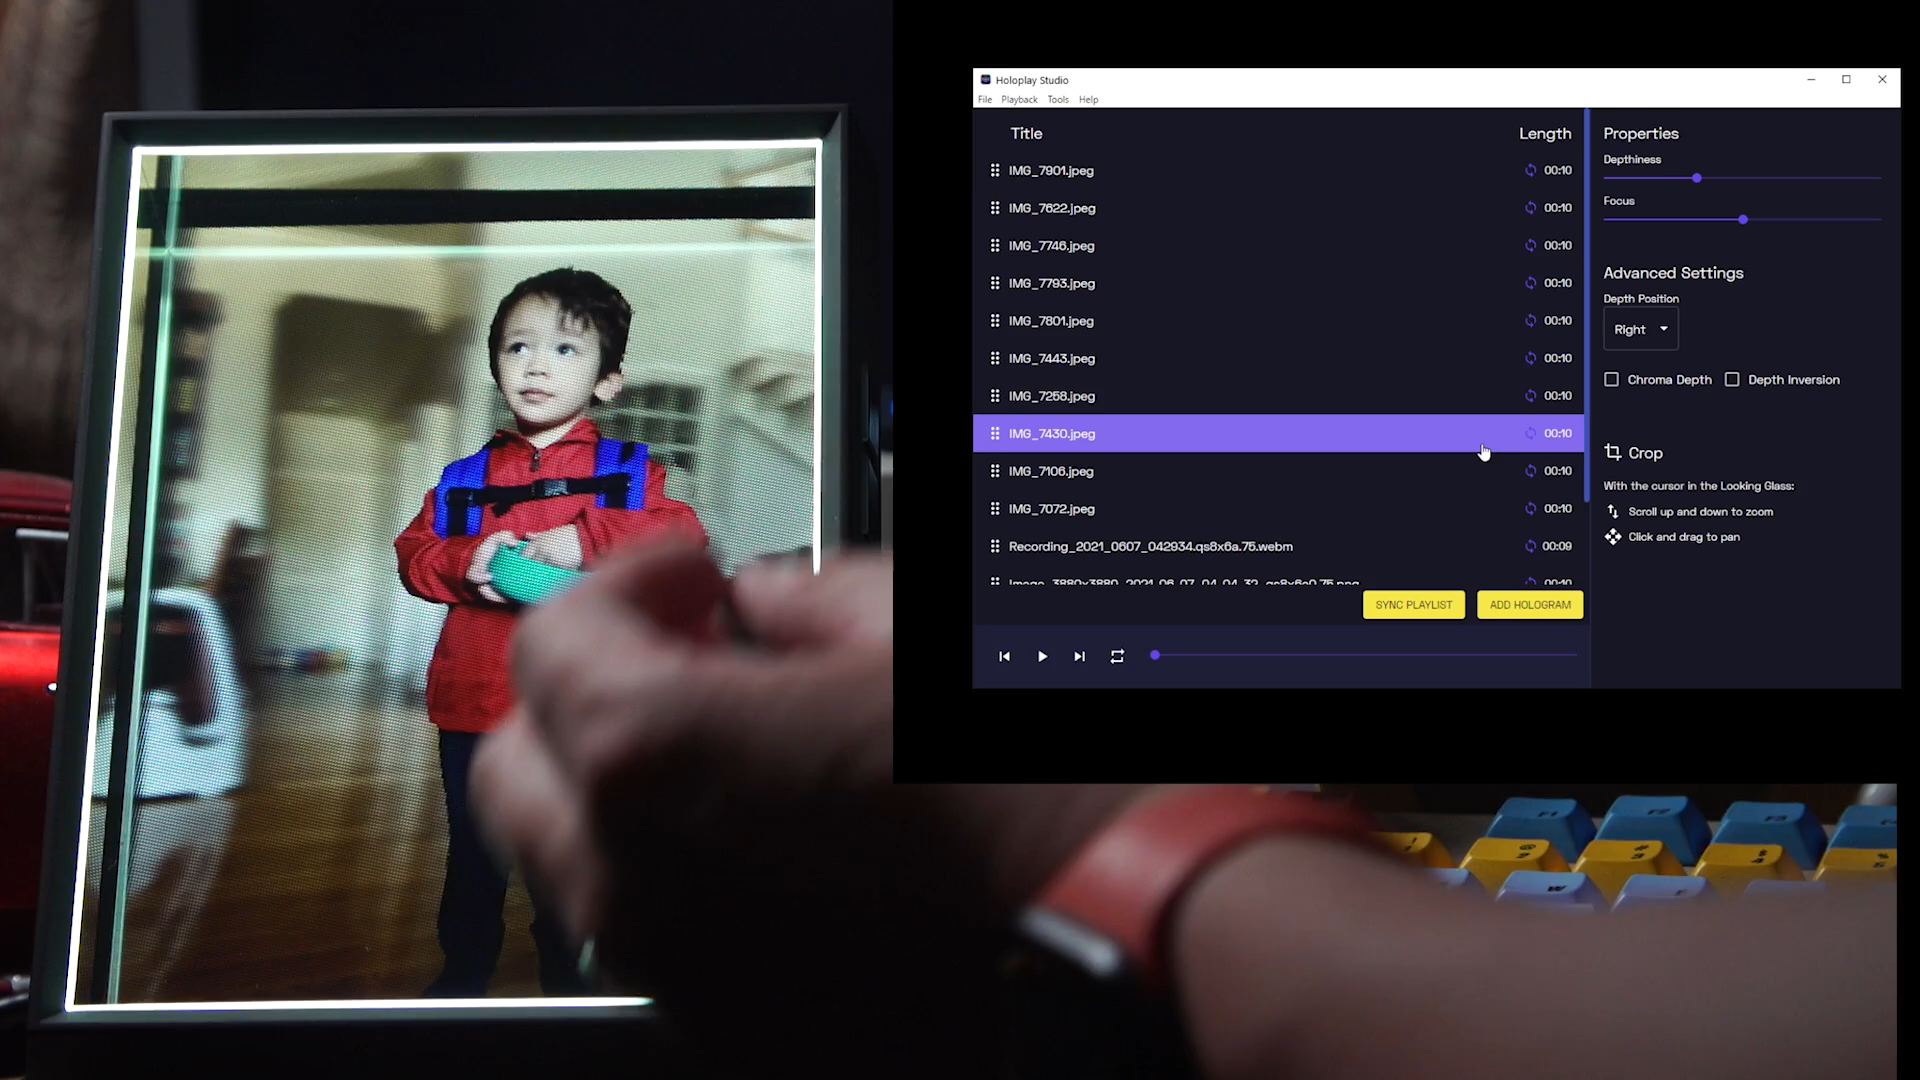 Holoplay Studio
File Playback Tools Help
Title Length
IMG_7901.jpeg 00:10
IMG_7622.jpeg 00:10
IMG_7746.jpeg 00:10
IMG_7793.jpeg 00:10
IMG_7801.jpeg 00:10
IMG_7443.jpeg 00:10
IMG_7268.jpeg 00:10
IMG_7430.jpeg 00:10
IMG_7106.jpeg 00:10
IMG_7072.jpeg 00:10
Recording_2021_0607_042934.qs8x6a.75.webm 00:09
SYNC PLAYLIST ADD HOLOGRAM
Properties
Depthiness
Focus
Advanced Settings
Depth Position
Right
Chroma Depth Depth Inversion
Crop
With the cursor in the Looking Glass:
Scroll up and down to zoom
Click and drag to pan
F1 F2 F3
W